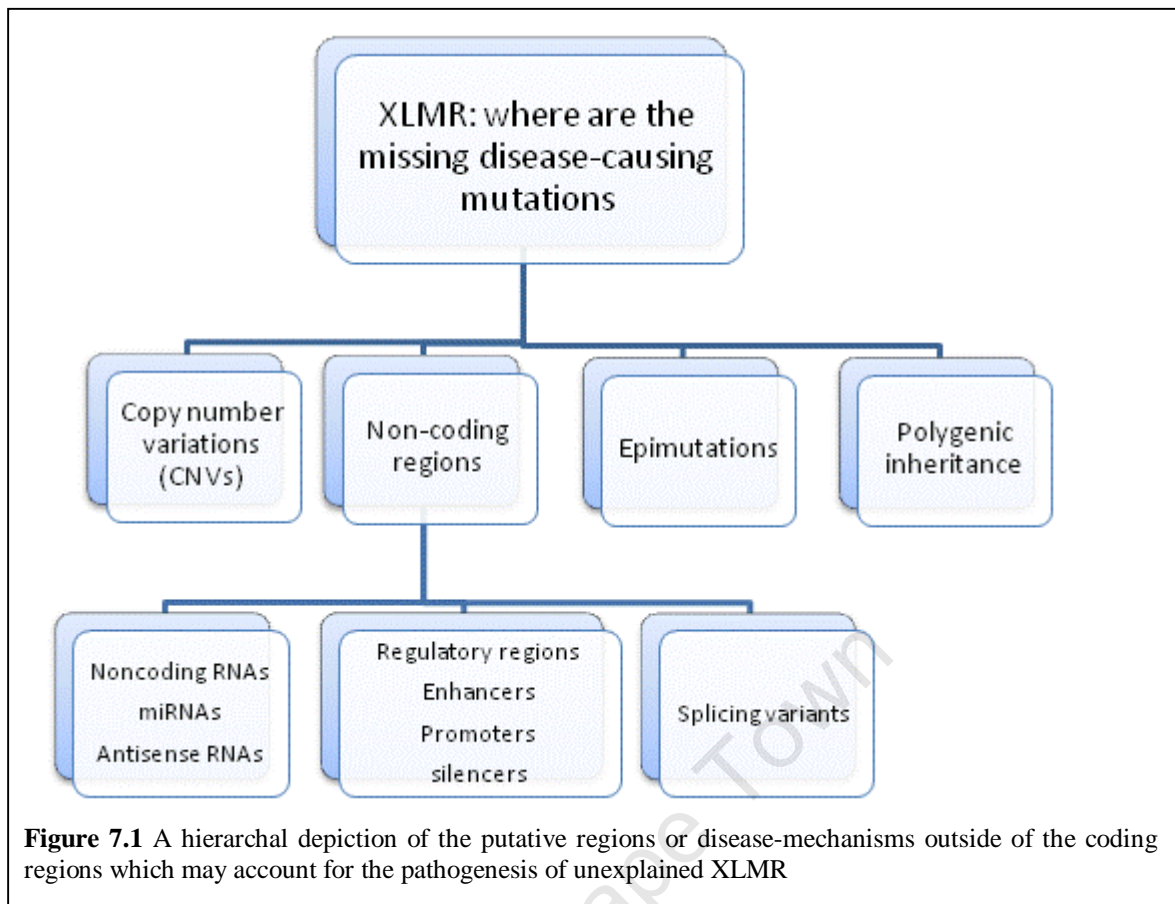 XLMR: where are the
missing disease-causing
mutations
Copy number
variations
(CNVs)
Non-coding
regions
Epimutations
Polygenic
inheritance
Noncoding RNAs
miRNAs
Antisense RNAs
Regulatory regions
Enhancers
Promoters
silencers
Splicing variants
Town
ape
Figure 7.1 A hierarchal depiction of the putative regions or disease-mechanisms outside of the coding
regions which may account for the pathogenesis of unexplained XLMR